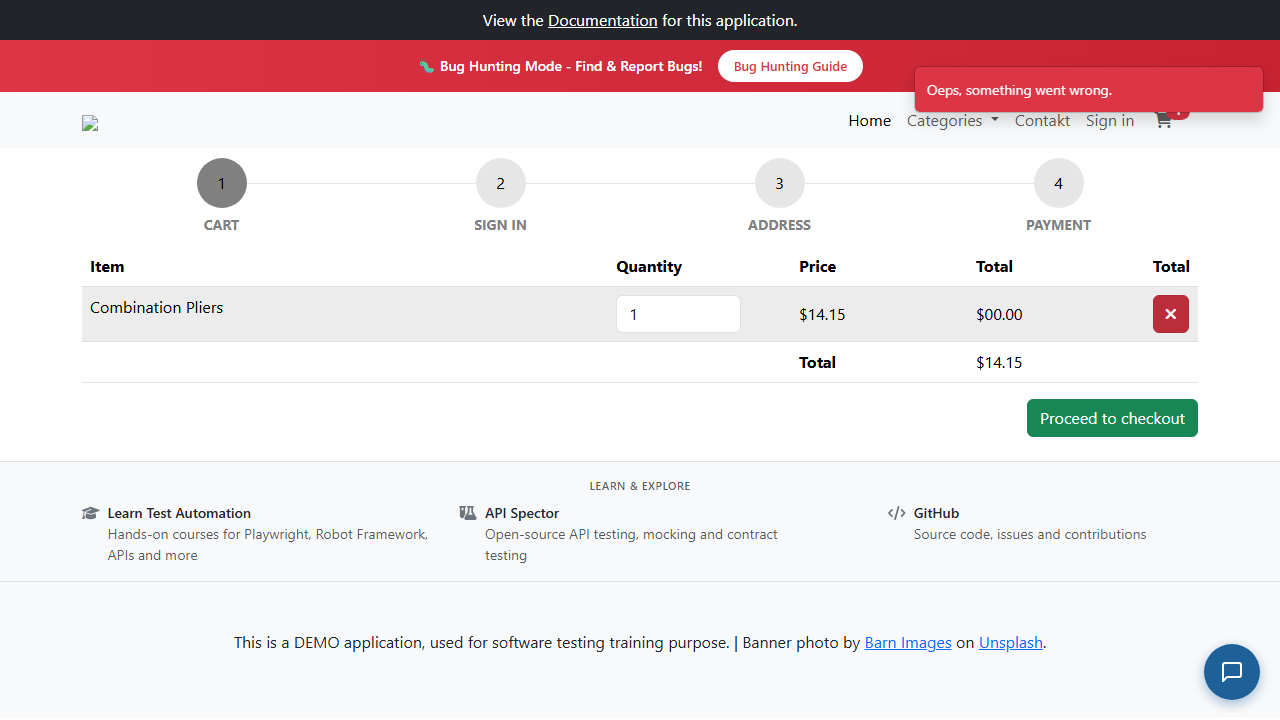 View the Documentation for this application.
Bug Hunting Mode - Find & Report Bugs!
Bug Hunting Guide
Oeps, something went wrong.
Home
Categories
Contakt
Sign in
1
2
3
4
CART
SIGN IN
ADDRESS
PAYMENT
Item
Quantity
Price
Total
Total
Combination Pliers
1
$14.15
$00.00
Total
$14.15
Proceed to checkout
LEARN & EXPLORE
Learn Test Automation
Hands-on courses for Playwright, Robot Framework,
APIs and more
API Spector
Open-source API testing, mocking and contract
testing
GitHub
Source code, issues and contributions
This is a DEMO application, used for software testing training purpose. | Banner photo by Barn Images on Unsplash.